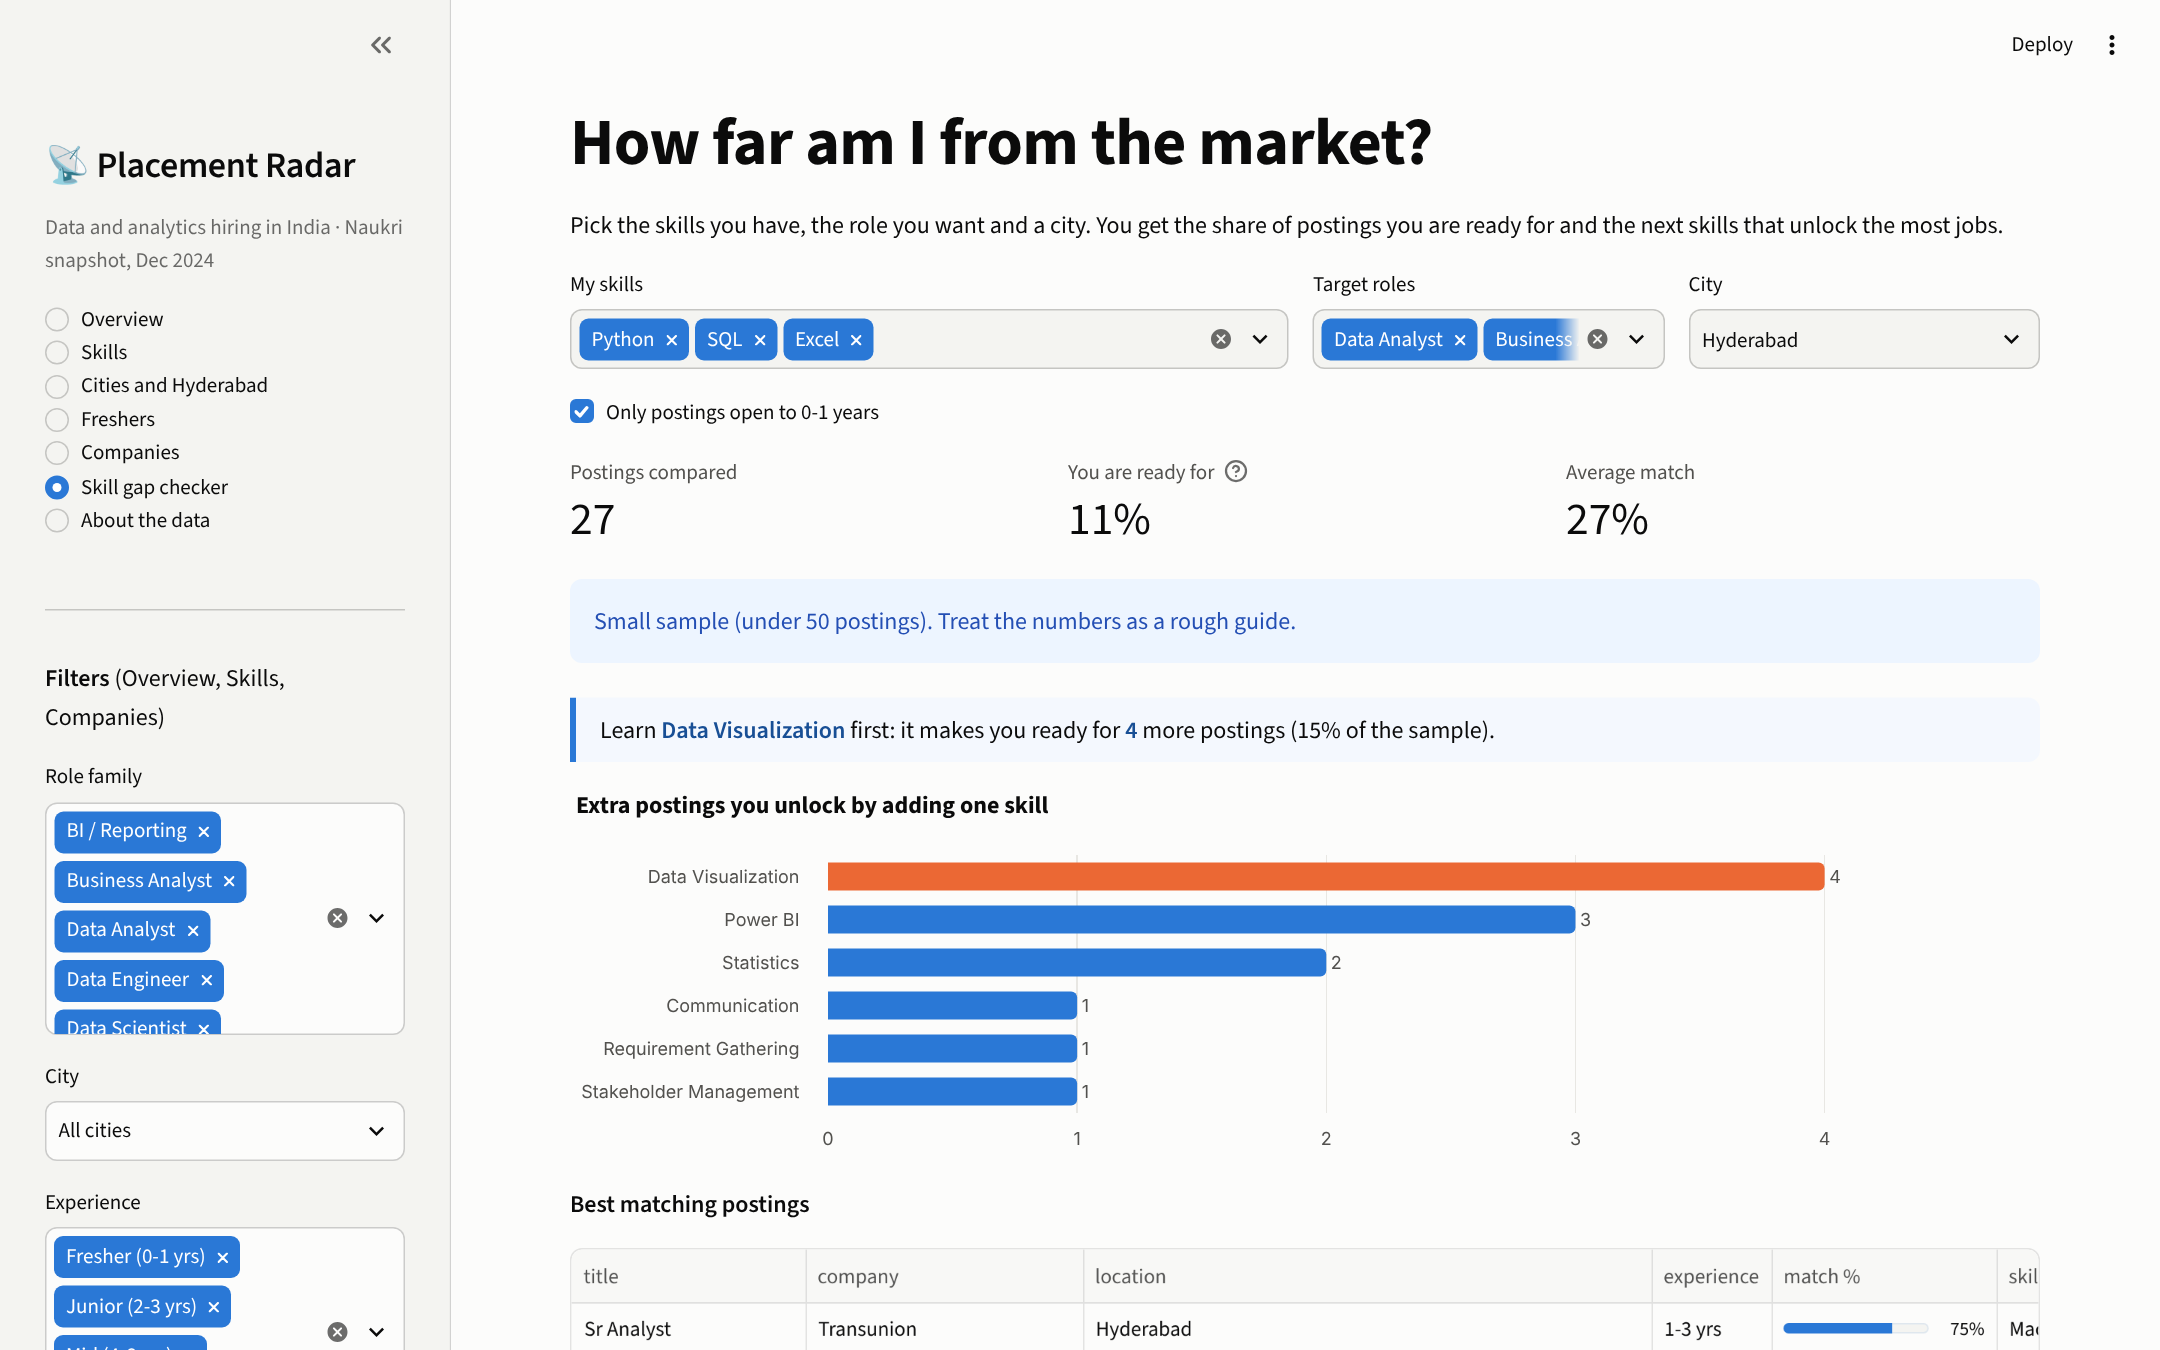 Deploy
📡 Placement Radar
Data and analytics hiring in India · Naukri
snapshot, Dec 2024
Overview
Skills
Cities and Hyderabad
Freshers
Companies
Skill gap checker
About the data
Filters (Overview, Skills,
Companies)
Role family
BI / Reporting
Business Analyst
Data Analyst
Data Engineer
Data Scientist
City
All cities
Experience
Fresher (0-1 yrs)
Junior (2-3 yrs)
How far am I from the market?
Pick the skills you have, the role you want and a city. You get the share of postings you are ready for and the next skills that unlock the most jobs.
My skills
Python SQL Excel
Target roles
Data Analyst Business
City
Hyderabad
Only postings open to 0-1 years
Postings compared
27
You are ready for
11%
Average match
27%
Small sample (under 50 postings). Treat the numbers as a rough guide.
Learn Data Visualization first: it makes you ready for 4 more postings (15% of the sample).
Extra postings you unlock by adding one skill
Data Visualization 4
Power BI 3
Statistics 2
Communication 1
Requirement Gathering 1
Stakeholder Management 1
0 1 2 3 4
Best matching postings
title company location experience match % skil
Sr Analyst Transunion Hyderabad 1-3 yrs 75%